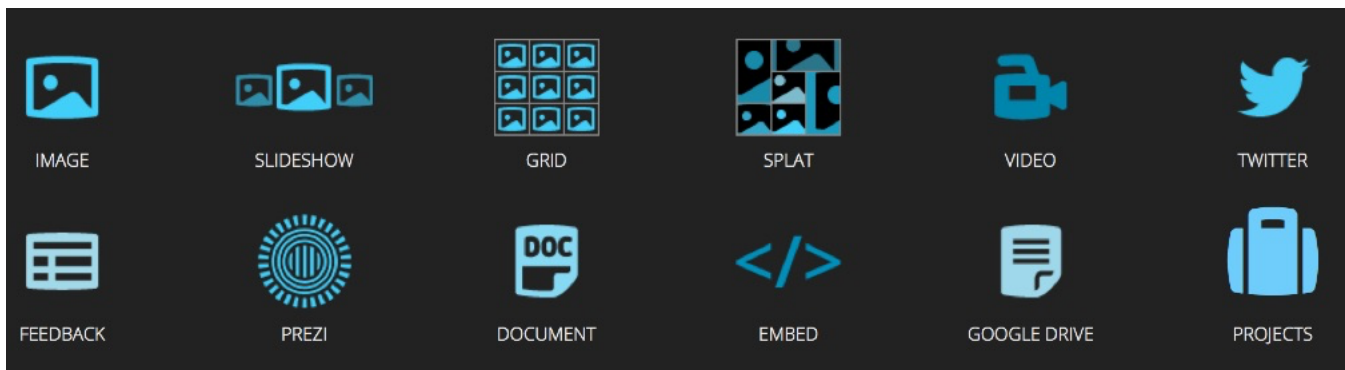 IMAGE SLIDESHOW GRID SPLAT VIDEO TWITTER
DOC
FEEDBACK PREZI DOCUMENT EMBED GOOGLE DRIVE PROJECTS